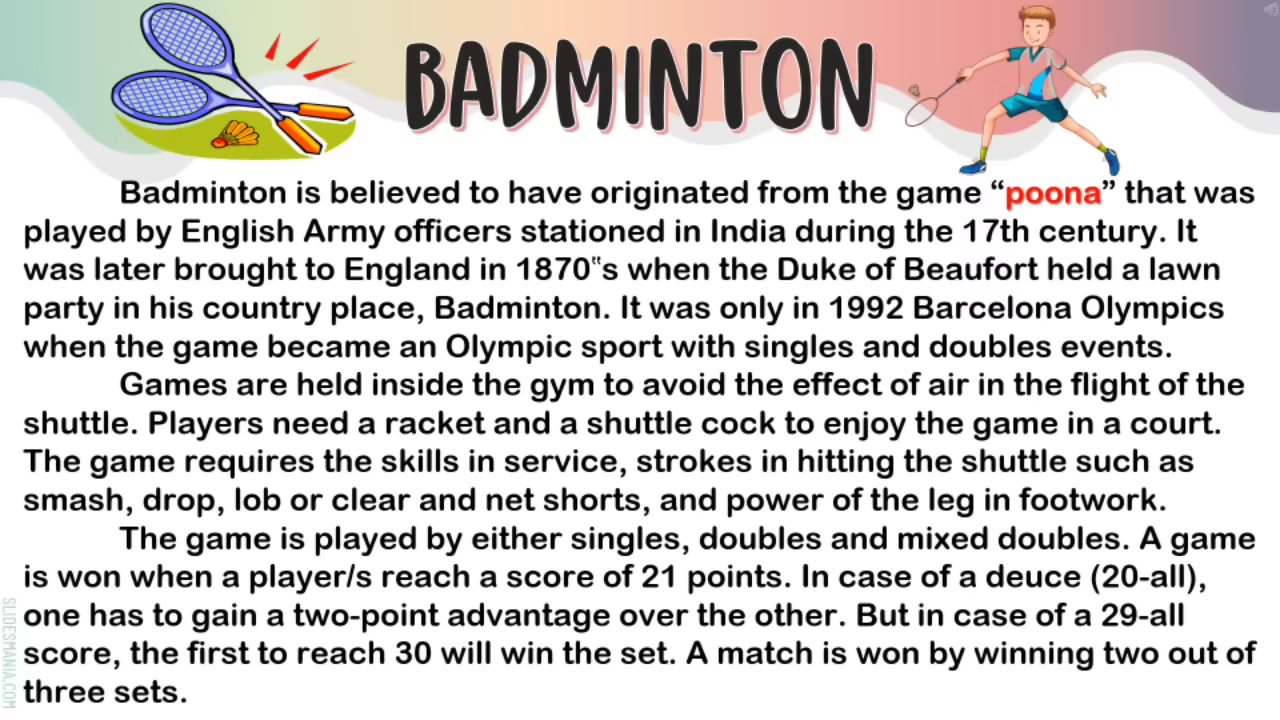 BADMINTON
Badminton is believed to have originated from the game “poona” that was
played by English Army officers stationed in India during the 17th century. It
was later brought to England in 1870‟s when the Duke of Beaufort held a lawn
party in his country place, Badminton. It was only in 1992 Barcelona Olympics
when the game became an Olympic sport with singles and doubles events.
Games are held inside the gym to avoid the effect of air in the flight of the
shuttle. Players need a racket and a shuttle cock to enjoy the game in a court.
The game requires the skills in service, strokes in hitting the shuttle such as
smash, drop, lob or clear and net shorts, and power of the leg in footwork.
The game is played by either singles, doubles and mixed doubles. A game
is won when a player/s reach a score of 21 points. In case of a deuce (20-all),
one has to gain a two-point advantage over the other. But in case of a 29-all
score, the first to reach 30 will win the set. A match is won by winning two out of
three sets.
SLIDESMANIA.COM